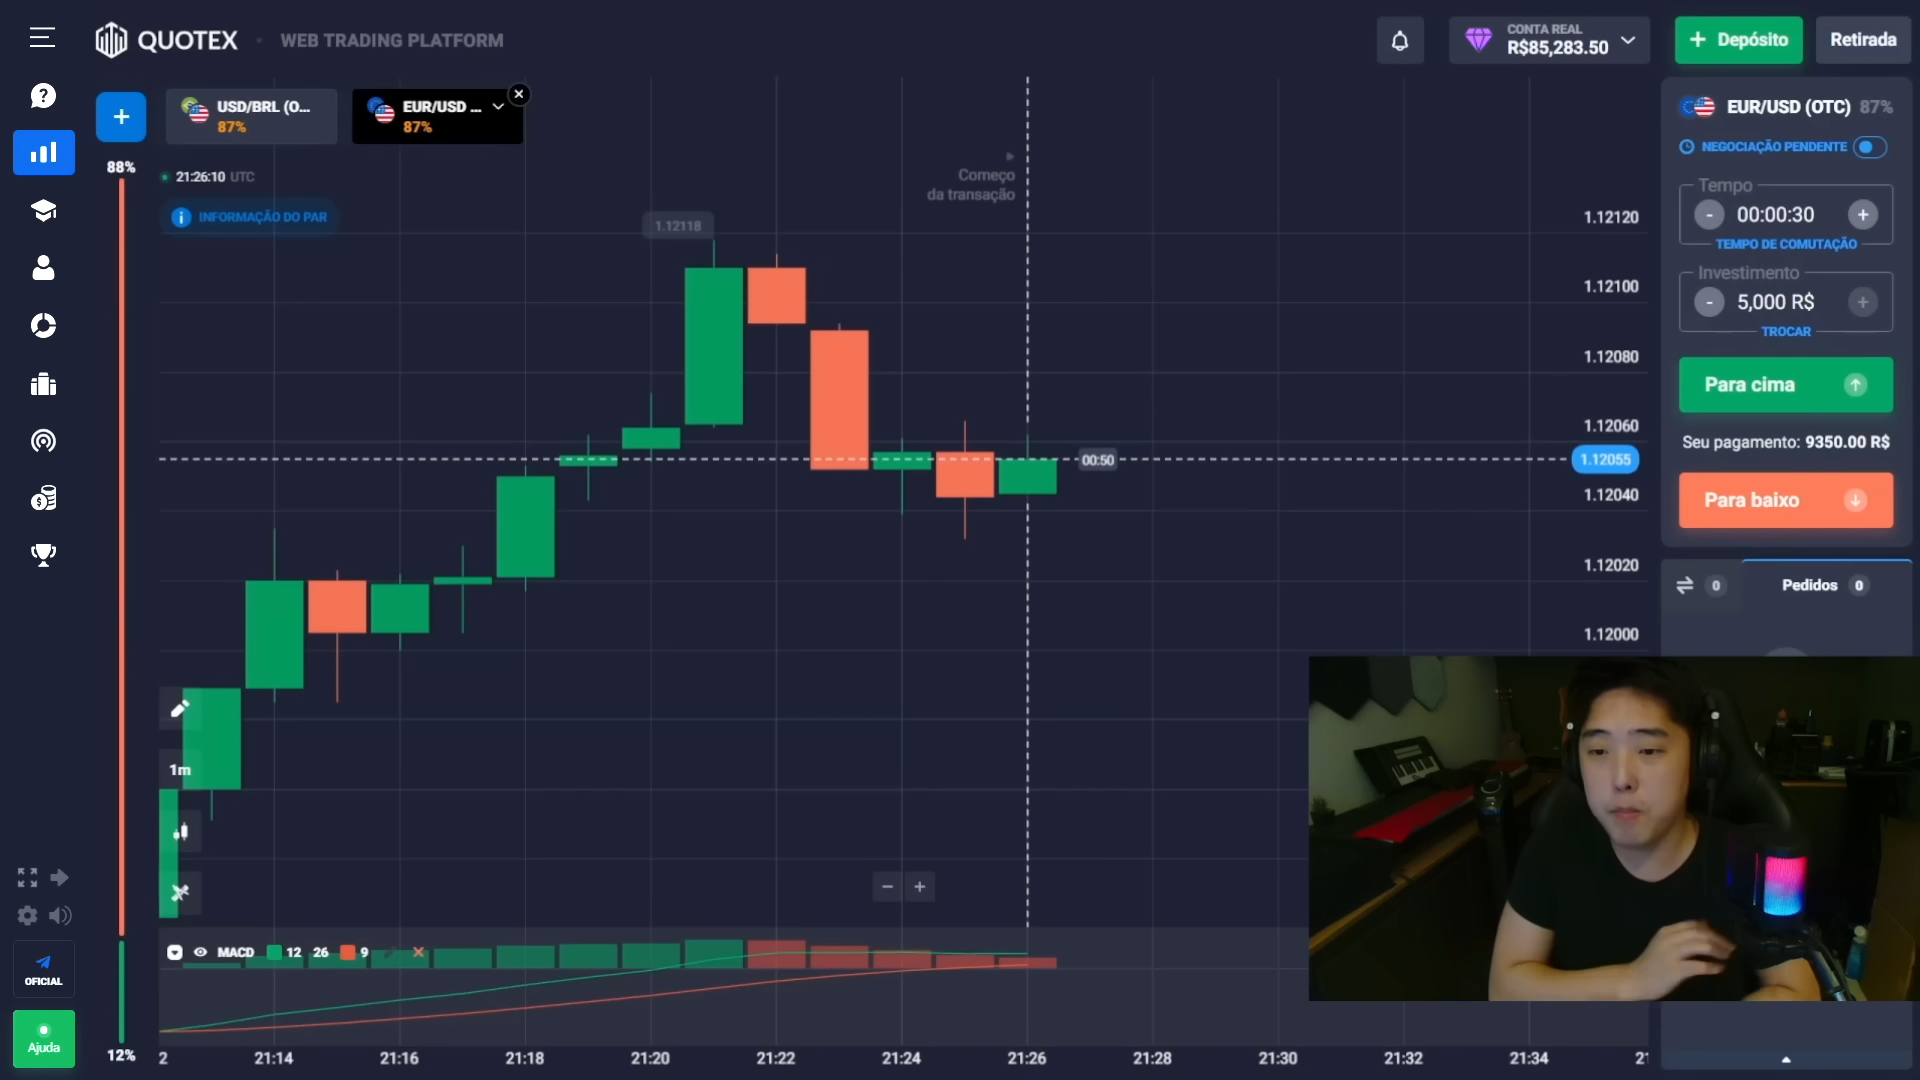 QUOTEX
WEB TRADING PLATFORM
CONTA REAL
R$85,283.50
+ Depósito
Retirada
+
USD/BRL (O...
87%
EUR/USD ...
87%
88%
21:26:10 UTC
INFORMAÇÃO DO PAR
Começo
da transação
1.12118
1.12120
1.12100
1.12080
1.12060
00:50
1.12055
1.12040
1.12020
1.12000
EUR/USD (OTC) 87%
NEGOCIAÇÃO PENDENTE
Tempo
- 00:00:30 +
TEMPO DE COMUTAÇÃO
Investimento
- 5,000 R$ +
TROCAR
Para cima
Seu pagamento: 9350.00 R$
Para baixo
0
Pedidos 0
1m
− +
MACD 12 26 9
OFICIAL
Ajuda
12%
2 21:14 21:16 21:18 21:20 21:22 21:24 21:26 21:28 21:30 21:32 21:34 21